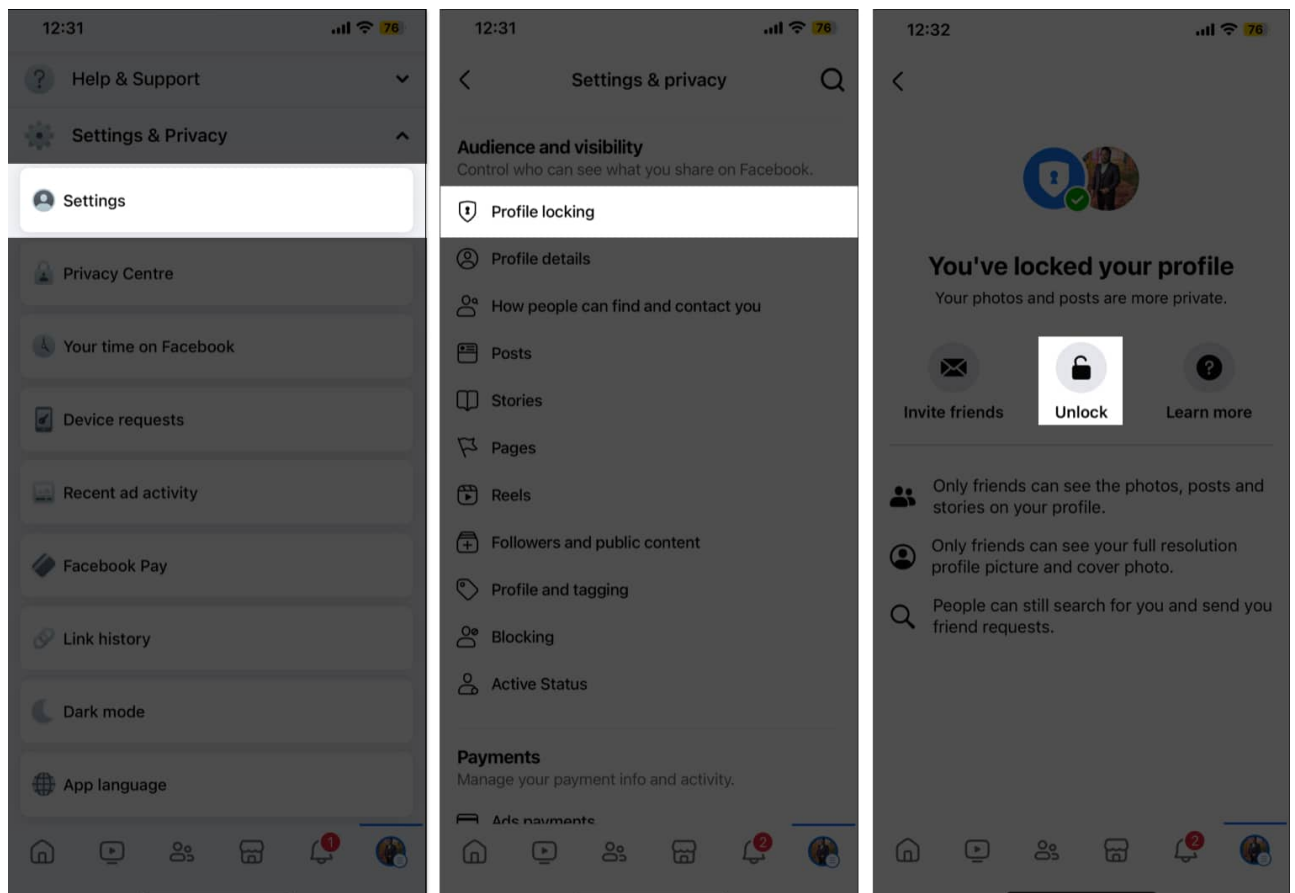 12:31
76
Help & Support
Settings & Privacy
Settings
Privacy Centre
Your time on Facebook
Device requests
Recent ad activity
Facebook Pay
Link history
Dark mode
App language
1
12:31
76
Settings & privacy
Audience and visibility
Control who can see what you share on Facebook.
Profile locking
Profile details
How people can find and contact you
Posts
Stories
Pages
Reels
Followers and public content
Profile and tagging
Blocking
Active Status
Payments
Manage your payment info and activity.
Ads payments
2
12:32
76
You've locked your profile
Your photos and posts are more private.
Invite friends
Unlock
Learn more
Only friends can see the photos, posts and
stories on your profile.
Only friends can see your full resolution
profile picture and cover photo.
People can still search for you and send you
friend requests.
2